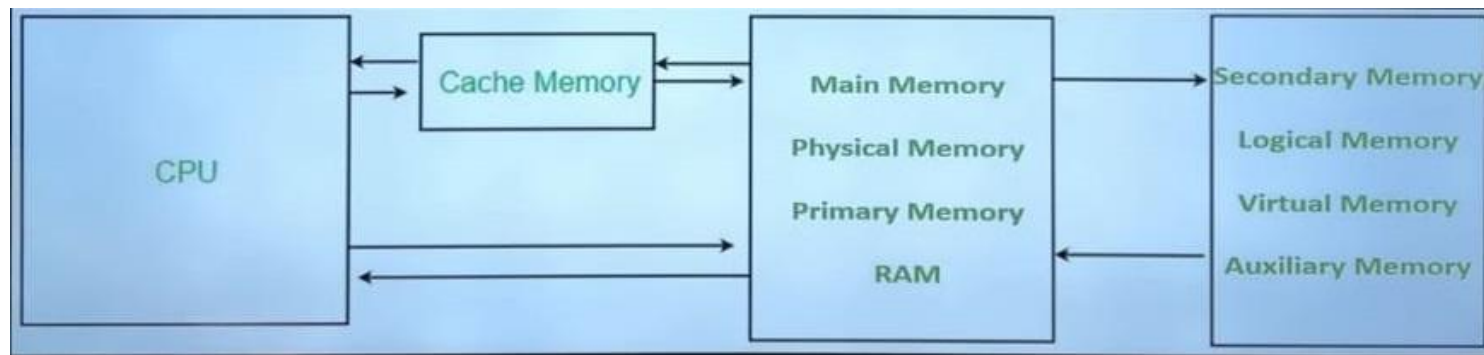 CPU
Cache Memory
Main Memory
Physical Memory
Primary Memory
RAM
Secondary Memory
Logical Memory
Virtual Memory
Auxiliary Memory